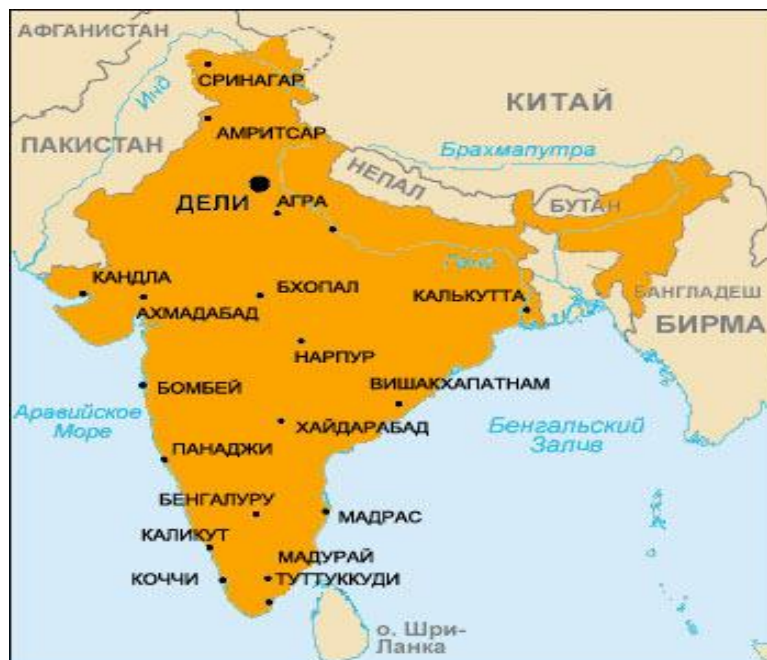 АФГАНИСТАН
СРИНАГАР
Инд
КИТАЙ
АМРИТСАР
ПАКИСТАН
Брахмапутра
НЕПАЛ
ДЕЛИ
АГРА
БУТАН
Ганг
КАНДЛА
БХОПАЛ
КАЛЬКУТТА
БАНГЛАДЕШ
АХМАДАБАД
БИРМА
НАРПУР
БОМБЕЙ
ВИШАКХАПАТНАМ
Аравийское
Море
ХАЙДАРАБАД
Бенгальский
Залив
ПАНАДЖИ
БЕНГАЛУРУ
МАДРАС
КАЛИКУТ
МАДУРАЙ
КОЧЧИ
ТУТТУККУДИ
о. Шри-
Ланка